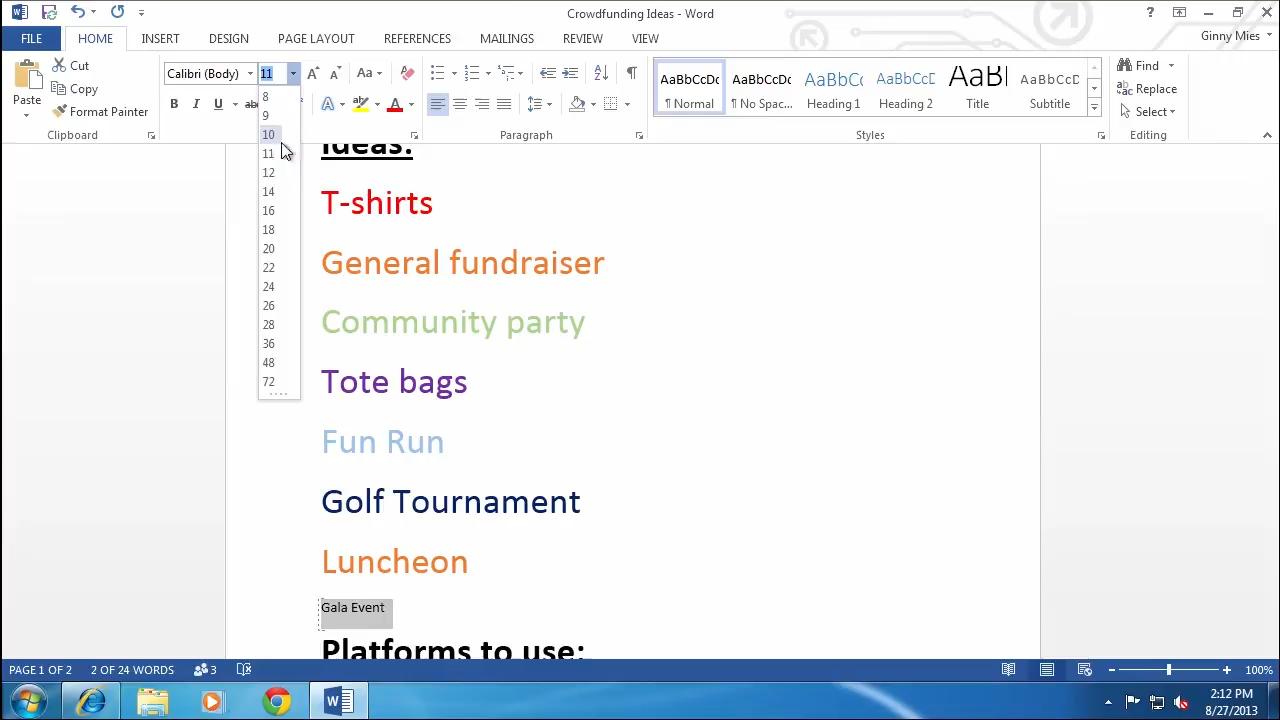 Crowdfunding Ideas - Word
?
FILE HOME INSERT DESIGN PAGE LAYOUT REFERENCES MAILINGS REVIEW VIEW Ginny Mies
Paste
Cut
Copy
Format Painter
Clipboard
Calibri (Body) 11
Aa
B I U abc A A
Paragraph
AaBbCcDc AaBbCcDc AaBbCc AaBbCcD AaBl AaBbCcD
¶ Normal ¶ No Spac... Heading 1 Heading 2 Title Subtitle
Styles
Find
Replace
Select
Editing
8
9
10
11
12
14
16
18
20
22
24
26
28
36
48
72
Ideas:
T-shirts
General fundraiser
Community party
Tote bags
Fun Run
Golf Tournament
Luncheon
Gala Event
Platforms to use:
PAGE 1 OF 2 2 OF 24 WORDS 3 100%
2:12 PM
8/27/2013